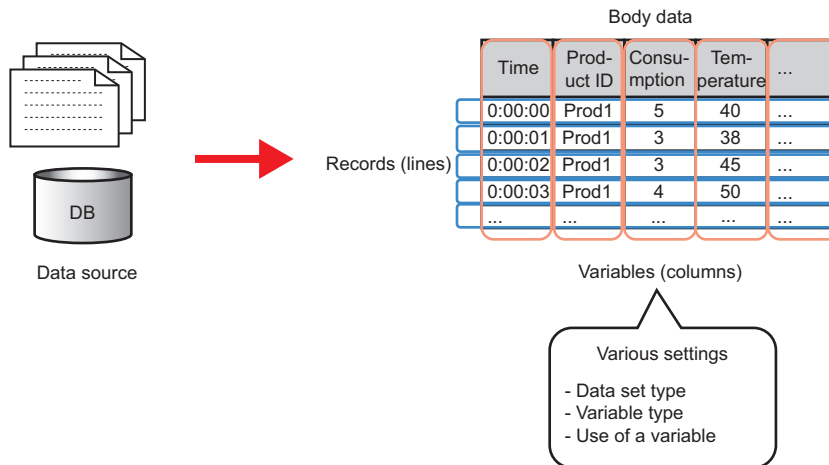 Body data
Time
Prod-
uct ID
Consu-
mption
Tem-
perature
...
0:00:00 Prod1 5 40 ...
0:00:01 Prod1 3 38 ...
Records (lines)
0:00:02 Prod1 3 45 ...
0:00:03 Prod1 4 50 ...
... ... ... ... ...
DB
Data source
Variables (columns)
Various settings
- Data set type
- Variable type
- Use of a variable